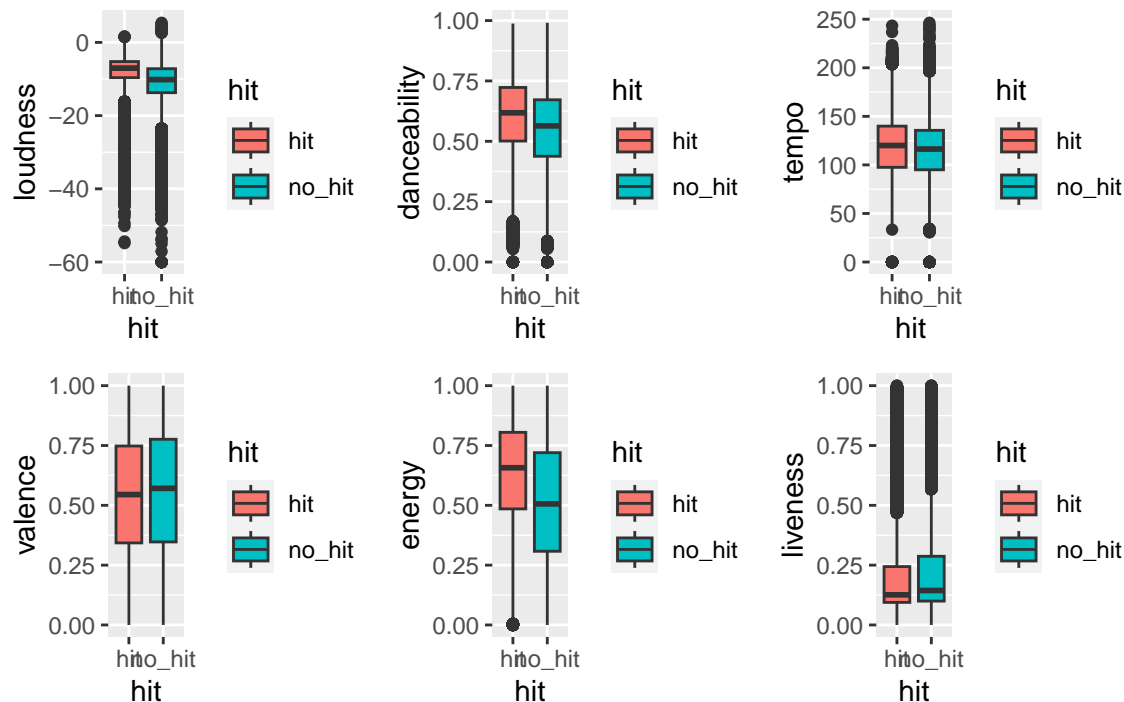 loudness
0
−20
−40
−60
hit
no_hit
hit
hit
hit
no_hit
danceability
1.00
0.75
0.50
0.25
0.00
hit
no_hit
hit
hit
hit
no_hit
tempo
250
200
150
100
50
0
hit
no_hit
hit
hit
hit
no_hit
valence
1.00
0.75
0.50
0.25
0.00
hit
no_hit
hit
hit
hit
no_hit
energy
1.00
0.75
0.50
0.25
0.00
hit
no_hit
hit
hit
hit
no_hit
liveness
1.00
0.75
0.50
0.25
0.00
hit
no_hit
hit
hit
hit
no_hit